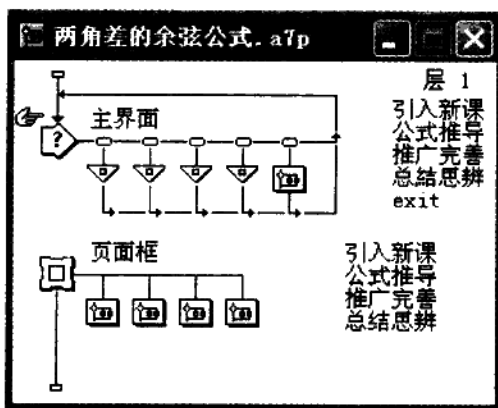 两角差的余弦公式.a7p
层 1
主界面
?
引入新课
公式推导
推广完善
总结思辨
exit
页面框
引入新课
公式推导
推广完善
总结思辨